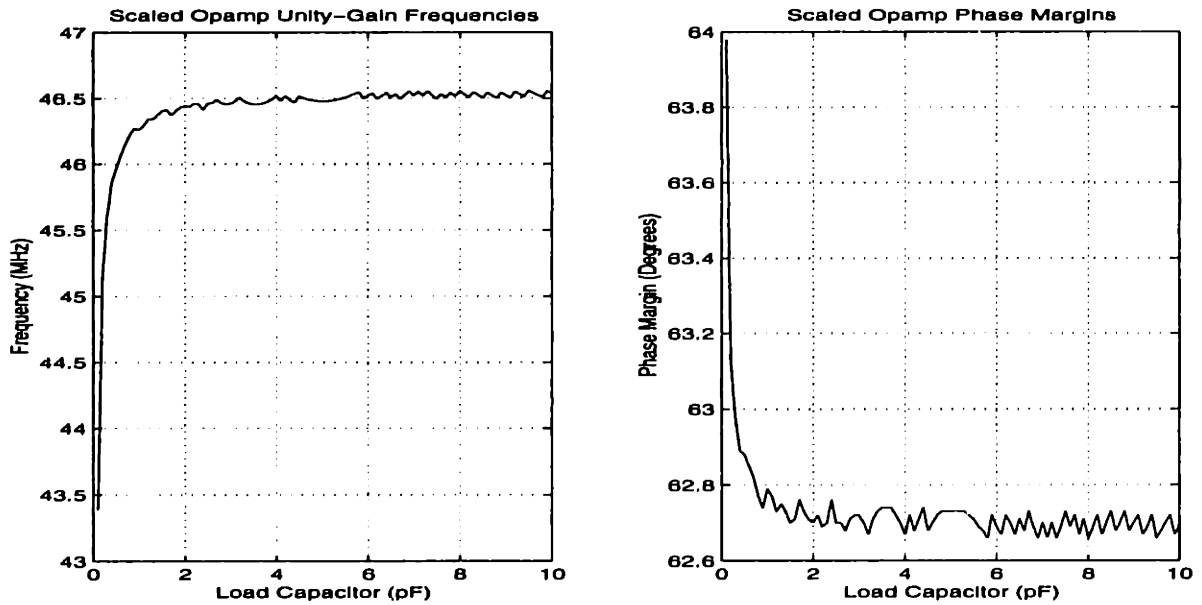 Scaled Opamp Unity-Gain Frequencies
47
46.5
46
45.5
45
44.5
44
43.5
43
Frequency (MHz)
0 2 4 6 8 10
Load Capacitor (pF)
Scaled Opamp Phase Margins
64
63.8
63.6
63.4
63.2
63
62.8
62.6
Phase Margin (Degrees)
0 2 4 6 8 10
Load Capacitor (pF)